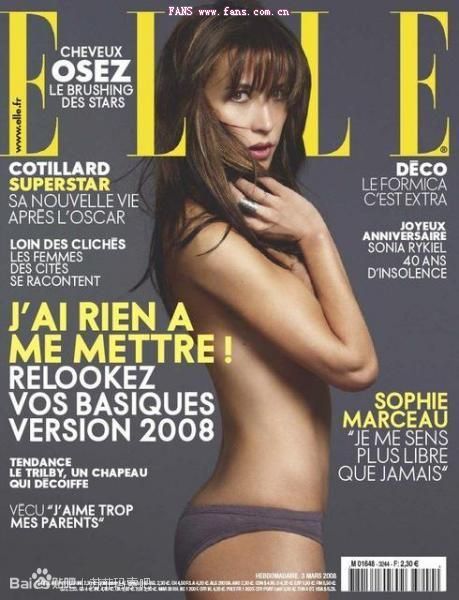 FANS www.fans.com.cn
ELLE
www.elle.fr
CHEVEUX
OSEZ
LE BRUSHING
DES STARS
COTILLARD
SUPERSTAR
SA NOUVELLE VIE
APRÈS L'OSCAR
DÉCO
LE FORMICA
C'EST EXTRA
LOIN DES CLICHÉS
LES FEMMES
DES CITÉS
SE RACONTENT
JOYEUX
ANNIVERSAIRE
SONIA RYKIEL
40 ANS
D'INSOLENCE
J'AI RIEN A
ME METTRE !
RELOOKEZ
VOS BASIQUES
VERSION 2008
SOPHIE
MARCEAU
"JE ME SENS
PLUS LIBRE
QUE JAMAIS"
TENDANCE
LE TRILBY, UN CHAPEAU
QUI DÉCOIFFE
VÉCU "J'AIME TROP
MES PARENTS"
HEBDOMADAIRE, 3 MARS 2008
M 01648 - 3244 - F: 2,30 €
Bai 贴吧